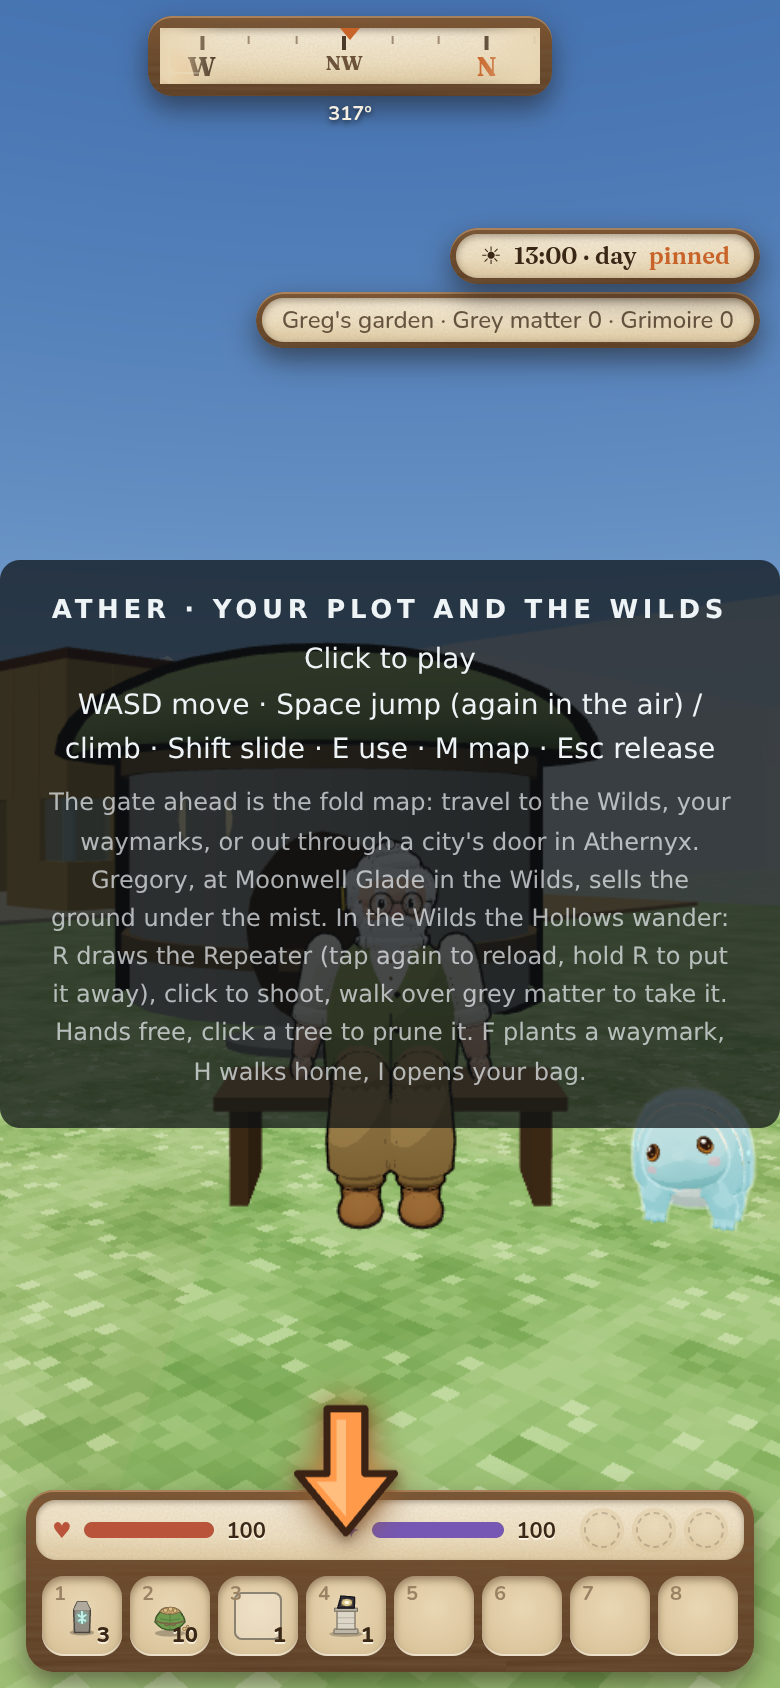 W NW N
317°
13:00 · day pinned
Greg's garden · Grey matter 0 · Grimoire 0
ATHER · YOUR PLOT AND THE WILDS
Click to play
WASD move · Space jump (again in the air) /
climb · Shift slide · E use · M map · Esc release
The gate ahead is the fold map: travel to the Wilds, your
waymarks, or out through a city's door in Athernyx.
Gregory, at Moonwell Glade in the Wilds, sells the
ground under the mist. In the Wilds the Hollows wander:
R draws the Repeater (tap again to reload, hold R to put
it away), click to shoot, walk over grey matter to take it.
Hands free, click a tree to prune it. F plants a waymark,
H walks home, I opens your bag.
100 100
1 2 3 4 5 6 7 8
3 10 1 1